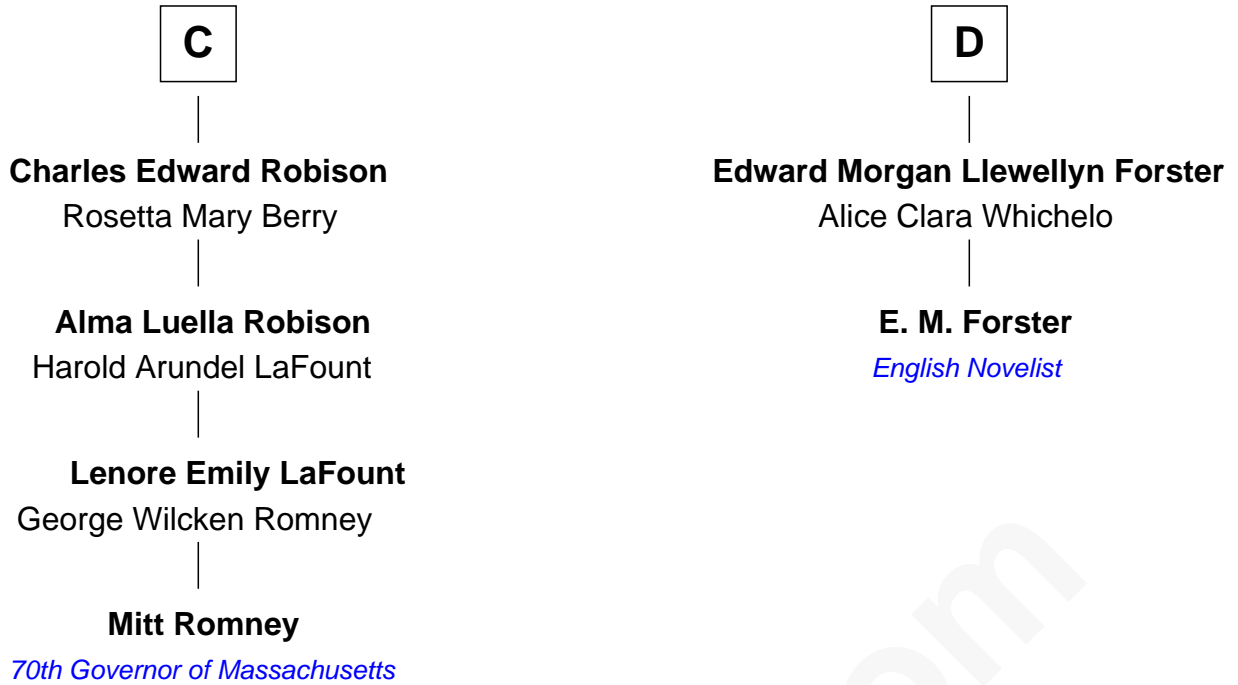 C
Charles Edward Robison
Rosetta Mary Berry
Alma Luella Robison
Harold Arundel LaFount
Lenore Emily LaFount
George Wilcken Romney
Mitt Romney
70th Governor of Massachusetts
D
Edward Morgan Llewellyn Forster
Alice Clara Whichelo
E. M. Forster
English Novelist
om